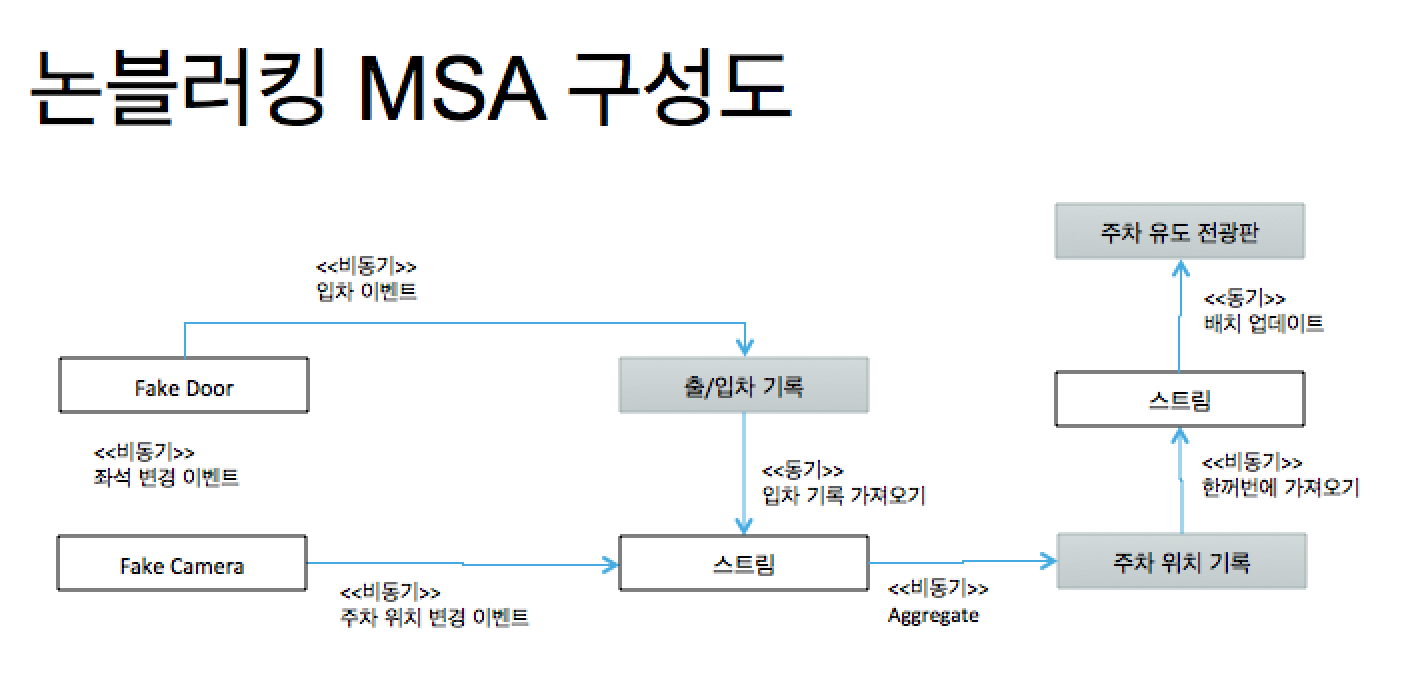 논블러킹 MSA 구성도
주차 유도 전광판
<<비동기>>
입차 이벤트
<<동기>>
배치 업데이트
Fake Door
출/입차 기록
스트림
<<비동기>>
좌석 변경 이벤트
<<동기>>
입차 기록 가져오기
<<비동기>>
한꺼번에 가져오기
Fake Camera
스트림
주차 위치 기록
<<비동기>>
주차 위치 변경 이벤트
<<비동기>>
Aggregate